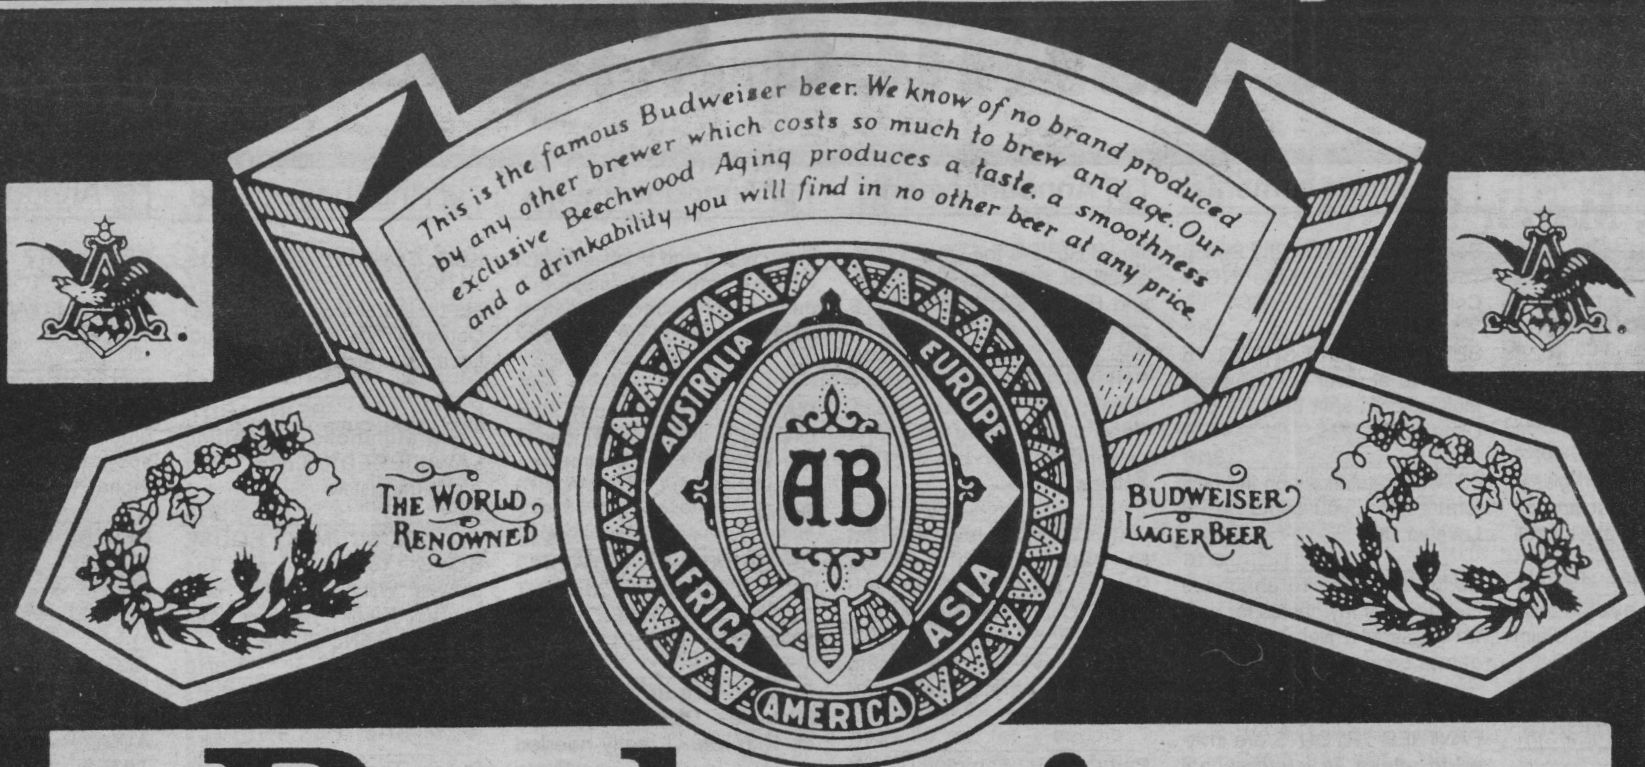 This is the famous Budweiser beer. We know of no brand produced
by any other brewer which costs so much to brew and age. Our
exclusive Beechwood Aging produces a taste, a smoothness
and a drinkability you will find in no other beer at any price.
AUSTRALIA
EUROPE
A
A
AB
THE WORLD
RENOWNED
BUDWEISER
LAGER BEER
AFRICA
ASIA
AMERICA